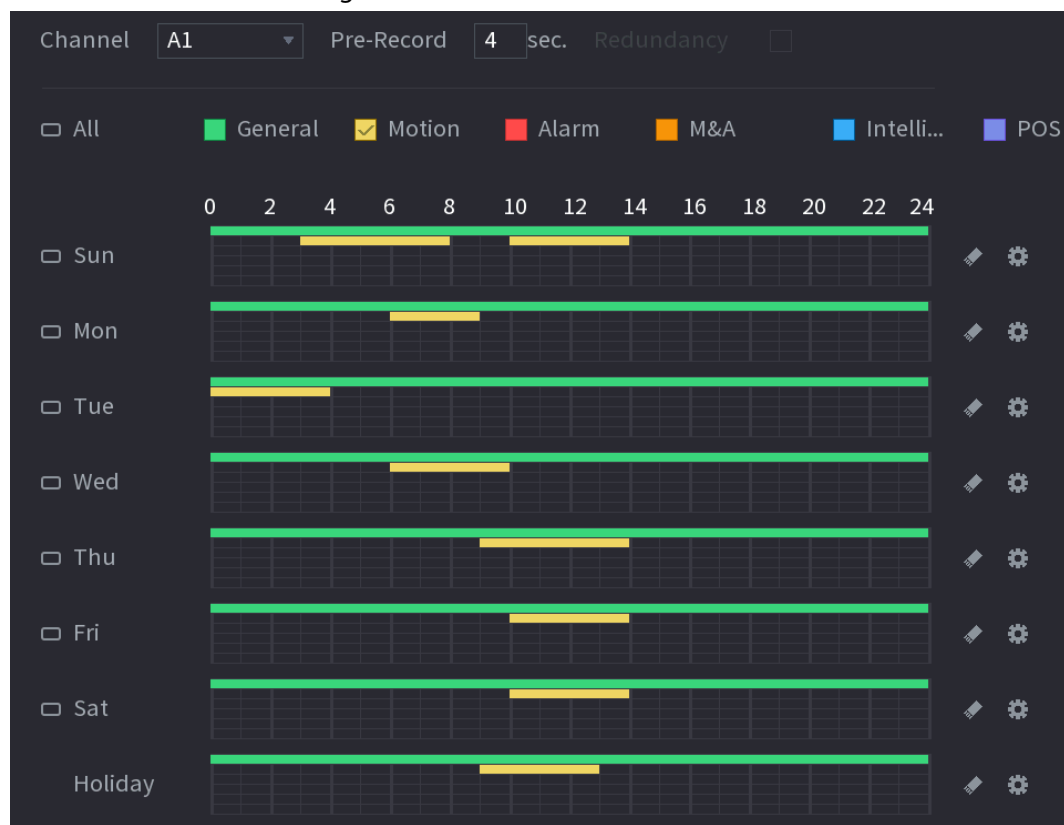 Channel A1 Pre-Record 4 sec. Redundancy
All General Motion Alarm M&A Intelli... POS
0 2 4 6 8 10 12 14 16 18 20 22 24
Sun
Mon
Tue
Wed
Thu
Fri
Sat
Holiday